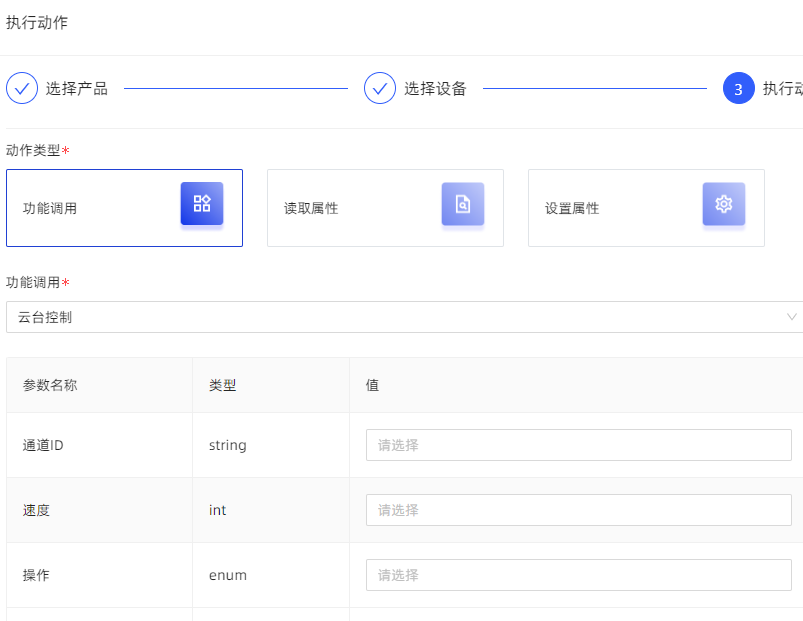 执行动作
选择产品 选择设备 3 执行动
动作类型*
功能调用 读取属性 设置属性
功能调用*
云台控制
参数名称 类型 值
通道ID string 请选择
速度 int 请选择
操作 enum 请选择